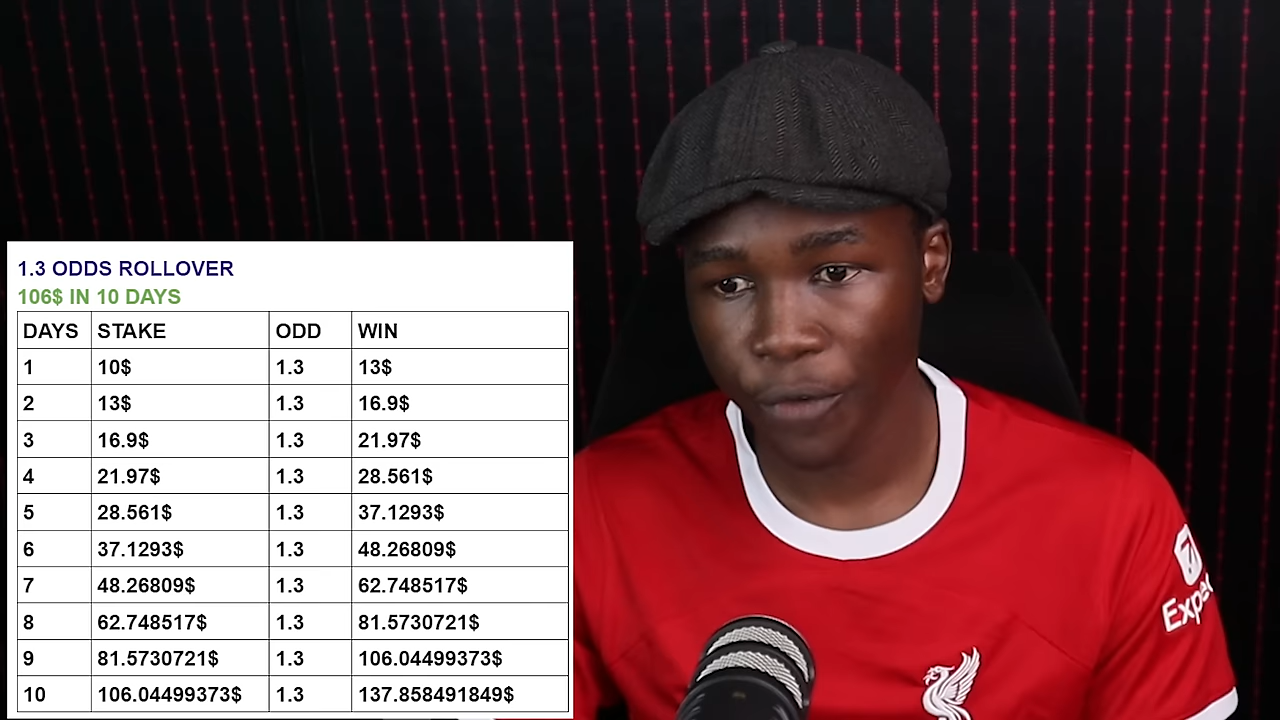 1.3 ODDS ROLLOVER
106$ IN 10 DAYS
DAYS STAKE ODD WIN
1 10$ 1.3 13$
2 13$ 1.3 16.9$
3 16.9$ 1.3 21.97$
4 21.97$ 1.3 28.561$
5 28.561$ 1.3 37.1293$
6 37.1293$ 1.3 48.26809$
7 48.26809$ 1.3 62.748517$
8 62.748517$ 1.3 81.5730721$
9 81.5730721$ 1.3 106.04499373$
10 106.04499373$ 1.3 137.858491849$